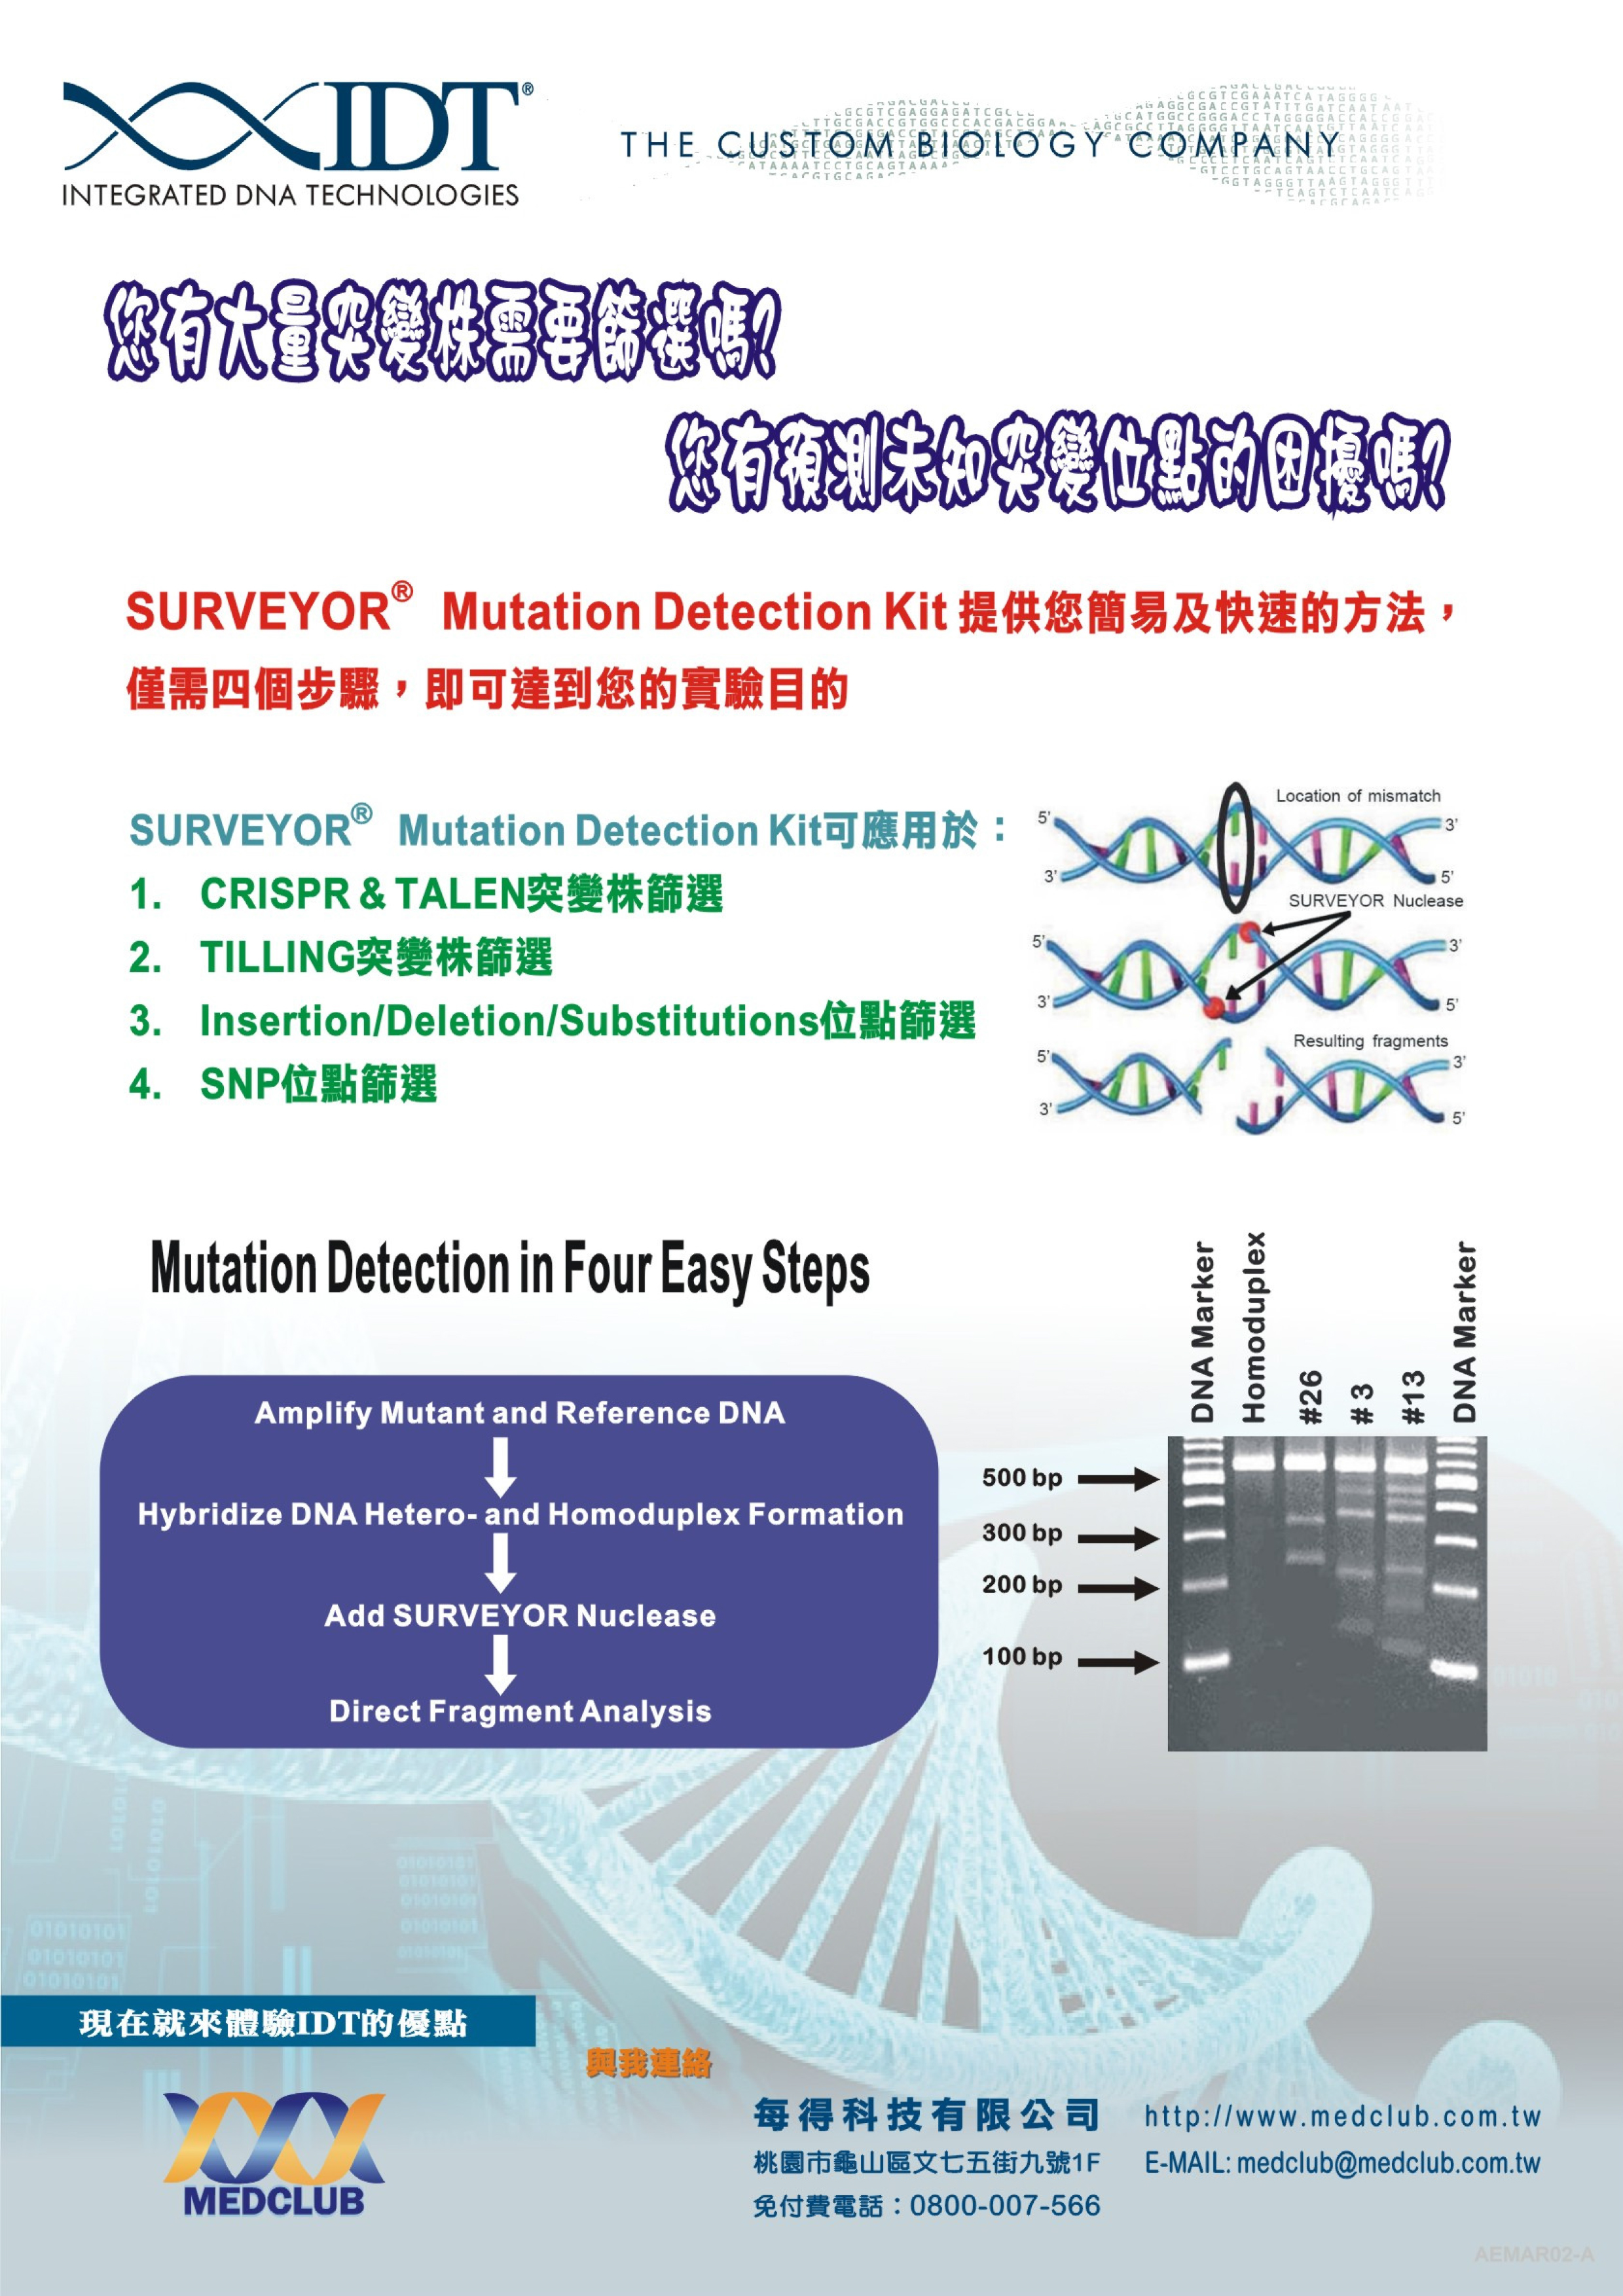 IDT®
INTEGRATED DNA TECHNOLOGIES
THE CUSTOM BIOLOGY COMPANY
您有大量突變株需要篩選嗎?
您有預測未知突變位點的困擾嗎?
SURVEYOR® Mutation Detection Kit 提供您簡易及快速的方法，
僅需四個步驟，即可達到您的實驗目的
SURVEYOR® Mutation Detection Kit可應用於：
1. CRISPR & TALEN突變株篩選
2. TILLING突變株篩選
3. Insertion/Deletion/Substitutions位點篩選
4. SNP位點篩選
Location of mismatch
5'
3'
3'
5'
SURVEYOR Nuclease
5'
3'
3'
5'
Resulting fragments
5'
3'
3'
5'
Mutation Detection in Four Easy Steps
Amplify Mutant and Reference DNA
Hybridize DNA Hetero- and Homoduplex Formation
Add SURVEYOR Nuclease
Direct Fragment Analysis
DNA Marker
Homoduplex
#26
#3
#13
DNA Marker
500 bp
300 bp
200 bp
100 bp
01010101
01010101
01010101
01010101
01010101
01010101
現在就來體驗IDT的優點
與我連絡
MEDCLUB
每得科技有限公司
桃園市龜山區文七五街九號1F
免付費電話：0800-007-566
http://www.medclub.com.tw
E-MAIL: medclub@medclub.com.tw
AEMAR02-A